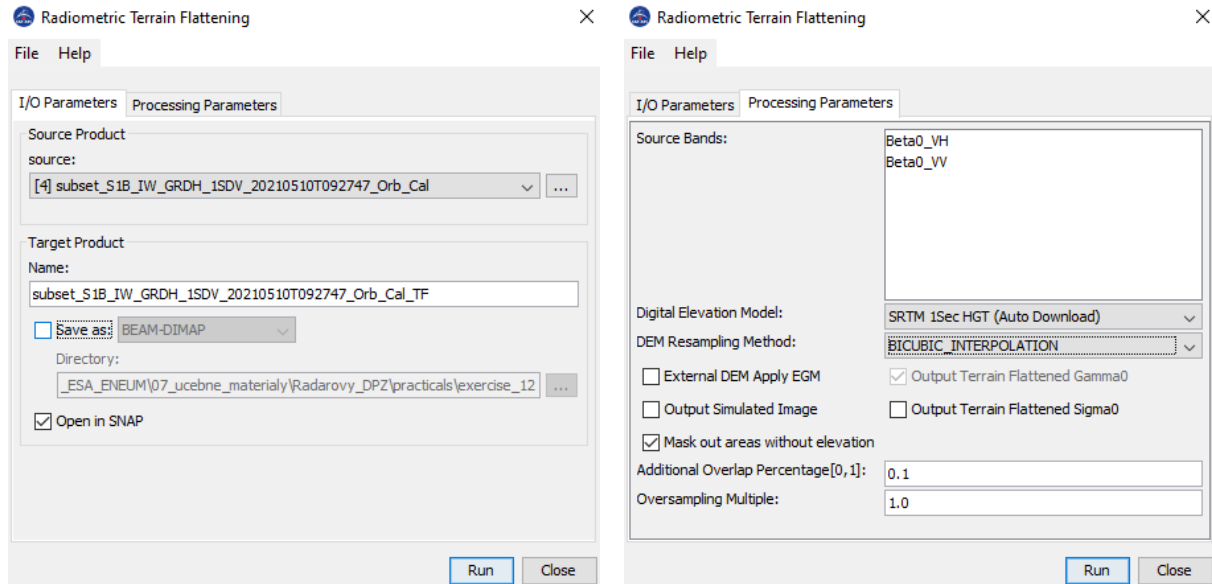 Radiometric Terrain Flattening
File Help
I/O Parameters Processing Parameters
Source Product
source:
[4] subset_S1B_IW_GRDH_1SDV_20210510T092747_Orb_Cal
...
Target Product
Name:
subset_S1B_IW_GRDH_1SDV_20210510T092747_Orb_Cal_TF
Save as: BEAM-DIMAP
Directory:
_ESA_ENEUM\07_ucebne_materialy\Radarovy_DPZ\practicals\exercise_12
...
Open in SNAP
Run Close
Radiometric Terrain Flattening
File Help
I/O Parameters Processing Parameters
Source Bands:
Beta0_VH
Beta0_VV
Digital Elevation Model: SRTM 1Sec HGT (Auto Download)
DEM Resampling Method: BICUBIC_INTERPOLATION
External DEM Apply EGM Output Terrain Flattened Gamma0
Output Simulated Image Output Terrain Flattened Sigma0
Mask out areas without elevation
Additional Overlap Percentage[0,1]: 0.1
Oversampling Multiple: 1.0
Run Close